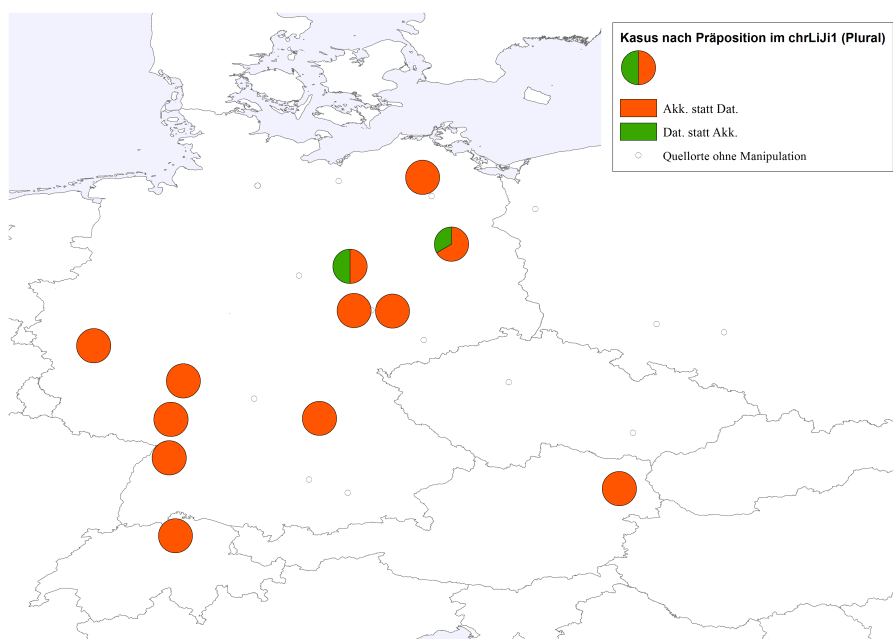 Kasus nach Präposition im chrLiJi1 (Plural)
Akk. statt Dat.
Dat. statt Akk.
Quellorte ohne Manipulation